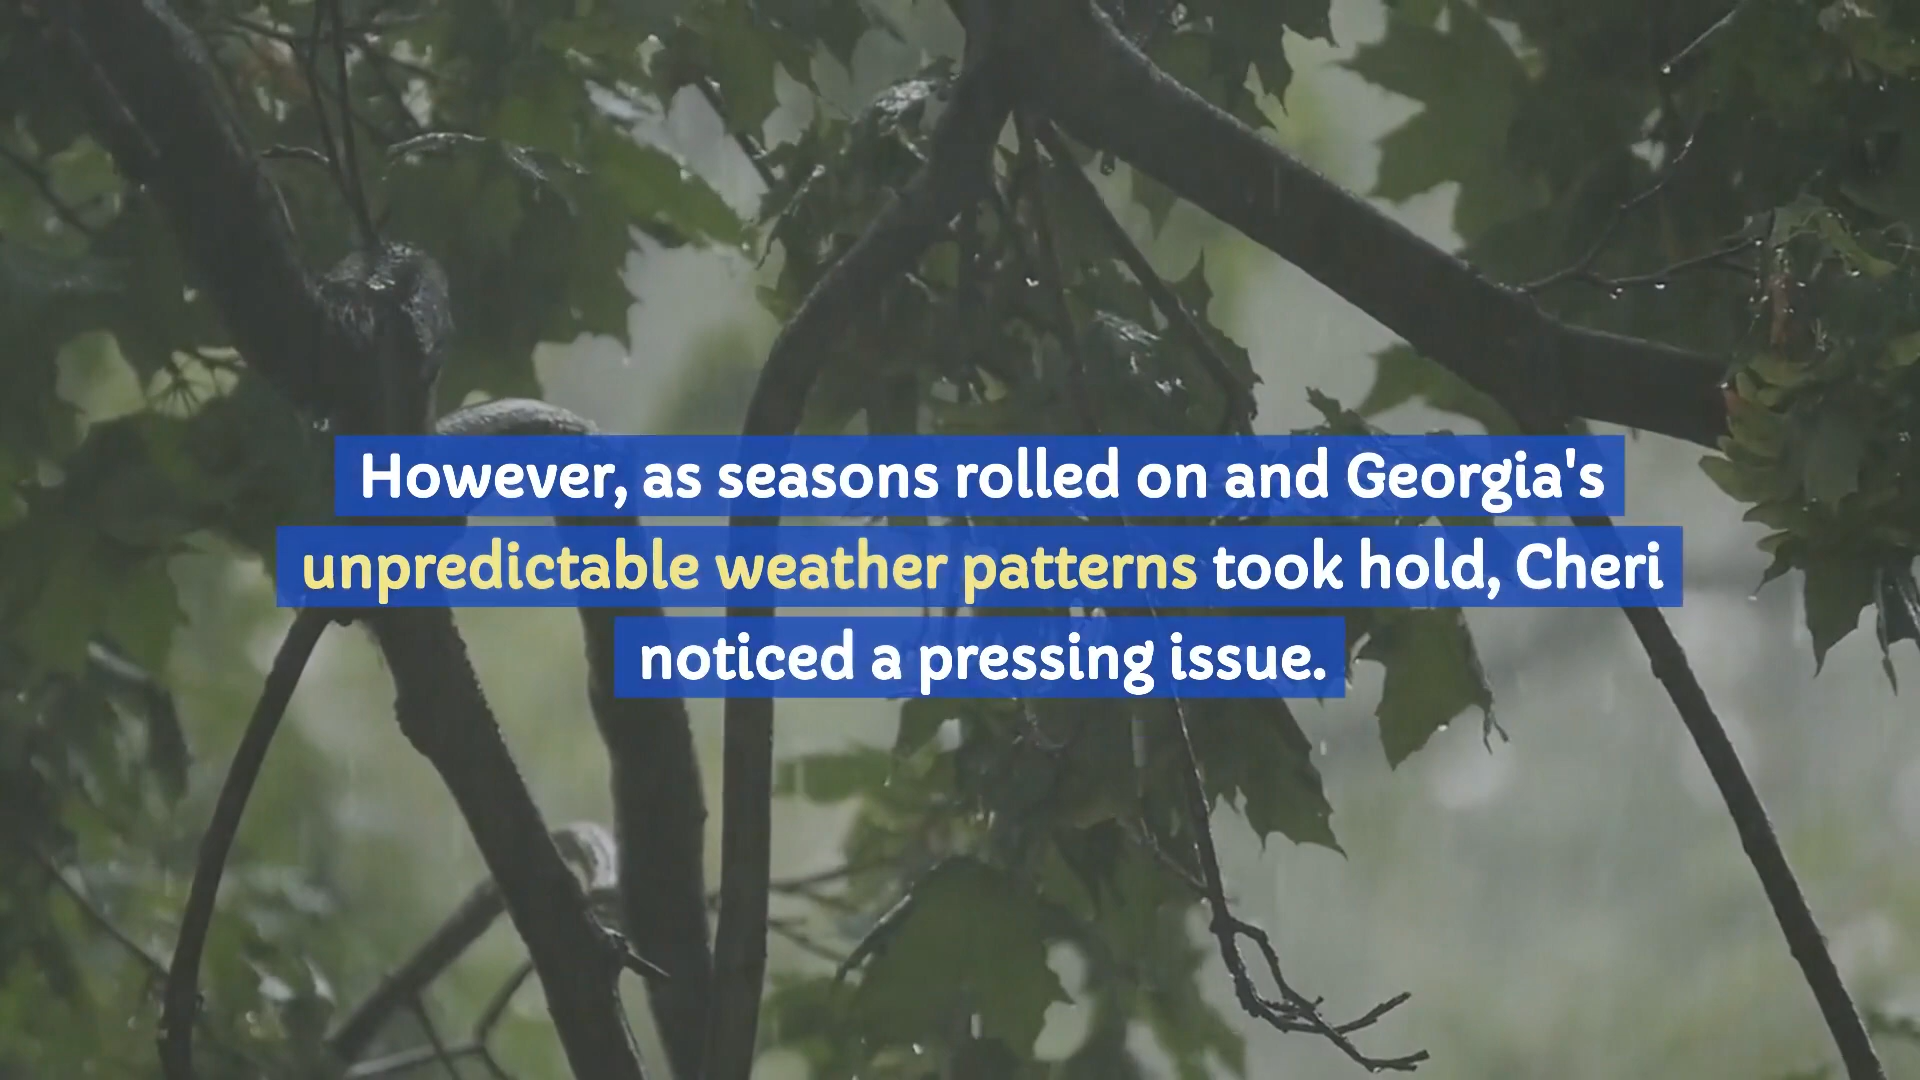 However, as seasons rolled on and Georgia's
unpredictable weather patterns took hold, Cheri
noticed a pressing issue.